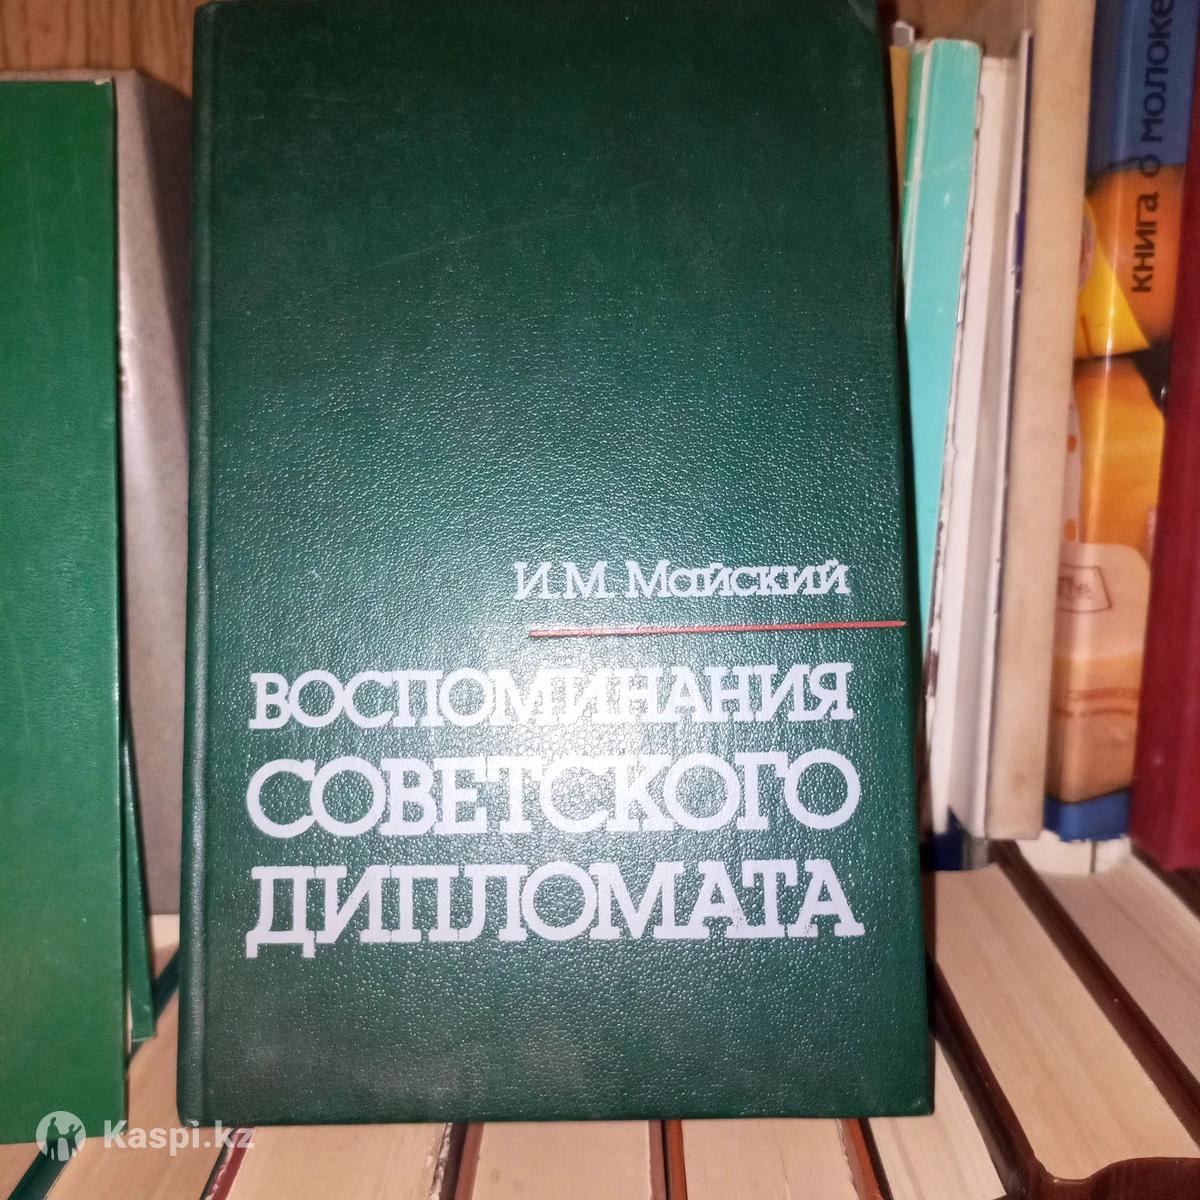 И.М. Майский
ВОСПОМИНАНИЯ
СОВЕТСКОГО
ДИПЛОМАТА
книга о молоке
Kaspi.kz